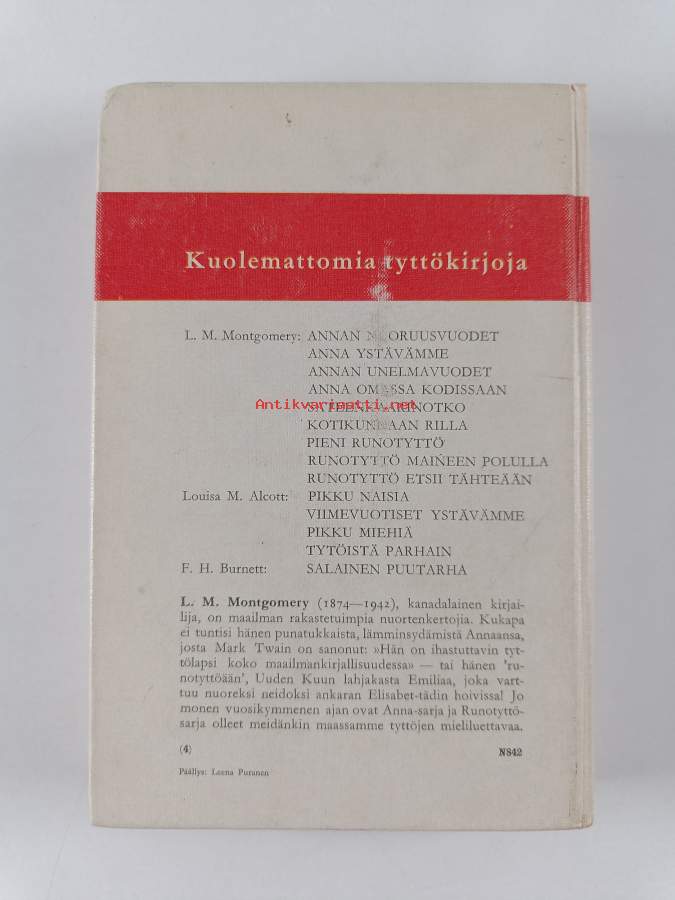 Kuolemattomia tyttökirjoja
L. M. Montgomery: ANNAN NUORUUSVUODET
ANNA YSTÄVÄMME
ANNAN UNELMAVUODET
ANNA OMASSA KODISSAAN
SATEENKAARINOTKO
Antikvariaatti.net
KOTIKUNNAAN RILLA
PIENI RUNOTYTTÖ
RUNOTYTTÖ MAINEEN POLULLA
RUNOTYTTÖ ETSII TÄHTEÄÄN
Louisa M. Alcott: PIKKU NAISIA
VIIMEVUOTISET YSTÄVÄMME
PIKKU MIEHIÄ
TYTÖISTÄ PARHAIN
F. H. Burnett: SALAINEN PUUTARHA
L. M. Montgomery (1874—1942), kanadalainen kirjai-
lija, on maailman rakastetuimpia nuortenkertojia. Kukapa
ei tuntisi hänen punatukkaista, lämminsydämistä Annaansa,
josta Mark Twain on sanonut: »Hän on ihastuttavin tyt-
tölapsi koko maailmankirjallisuudessa» — tai hänen 'ru-
notyttöään', Uuden Kuun lahjakasta Emiliaa, joka vart-
tuu nuoreksi neidoksi ankaran Elisabet-tädin hoivissa! Jo
monen vuosikymmenen ajan ovat Anna-sarja ja Runotyttö-
sarja olleet meidänkin maassamme tyttöjen mieliluettavaa.
(4) N842
Päällys: Leena Puranen